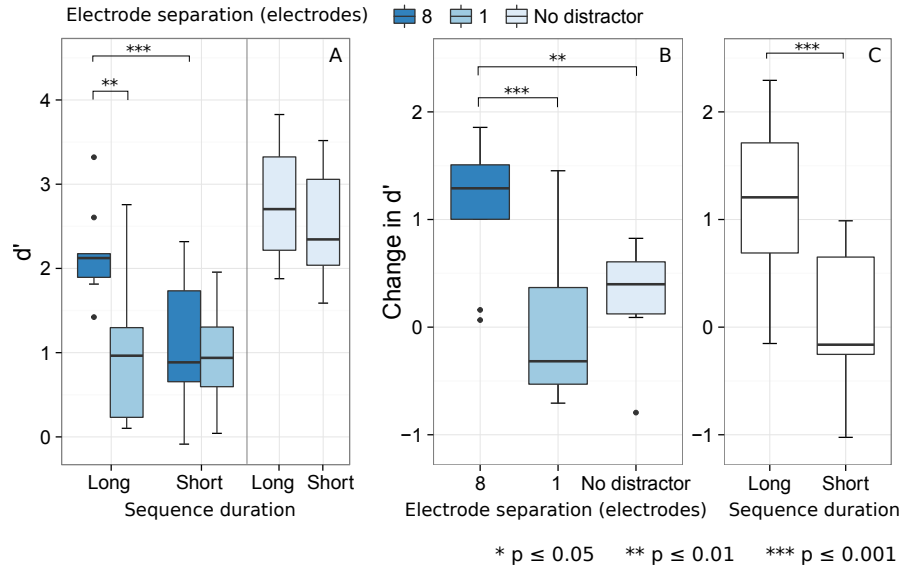 Electrode separation (electrodes) 8 1 No distractor
A
***
**
4
3
2
1
0
d'
Long Short Long Short
Sequence duration
B
**
***
2
1
0
−1
Change in d'
8 1 No distractor
Electrode separation (electrodes)
C
***
2
1
0
−1
Long Short
Sequence duration
* p ≤ 0.05 ** p ≤ 0.01 *** p ≤ 0.001